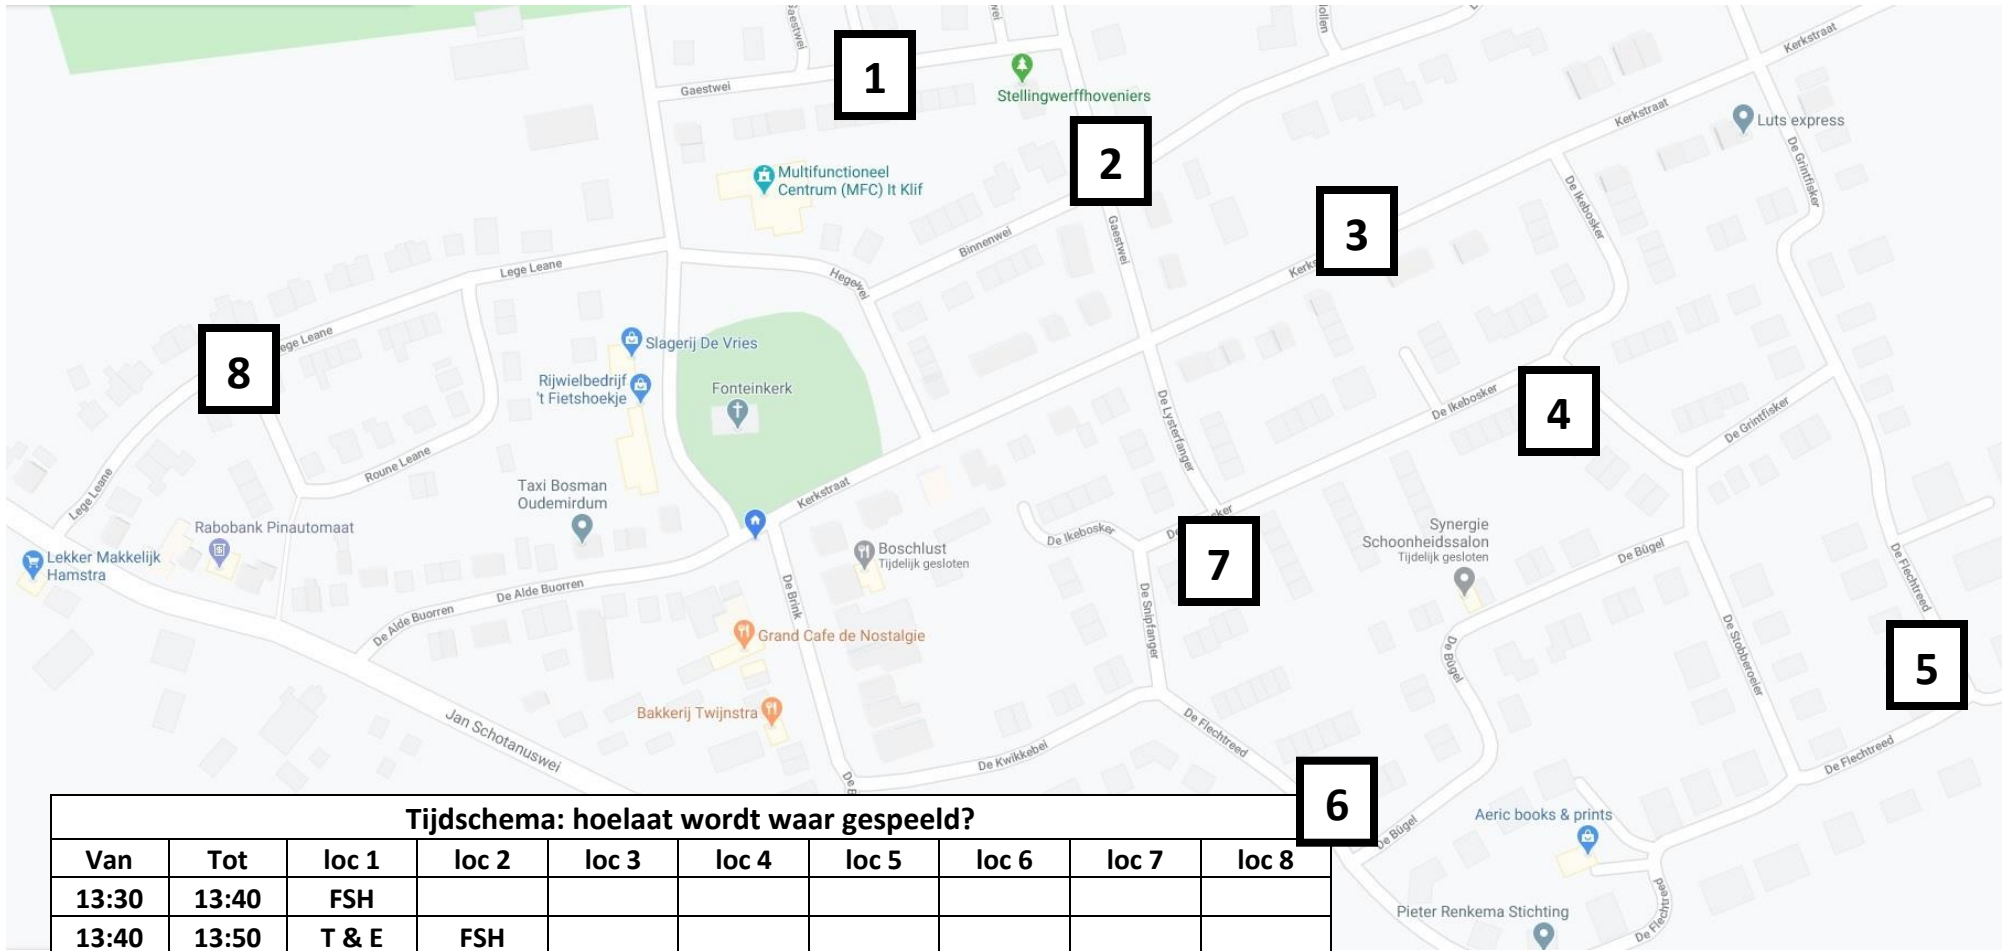 Gaestwei
1
Gaestwei
Stellingwerffhoveniers
Kerkstraat
Kerkstraat
Luts express
2
Multifunctioneel
Centrum (MFC) It Klif
De Ikebosker
De Grintfisker
3
Gaestwei
Binnenwei
Lege Leane
Hegewei
8
Slagerij De Vries
Rijwielbedrijf
't Fietshoekje
Fonteinkerk
De Lysterfanger
De Ikebosker
4
De Grintfisker
Roune Leane
Lege Leane
Taxi Bosman
Oudemirdum
Kerkstraat
Rabobank Pinautomaat
Lekker Makkelijk
Hamstra
Boschlust
Tijdelijk gesloten
De Ikebosker
7
Synergie
Schoonheidssalon
Tijdelijk gesloten
De Bûgel
De Flechtreed
De Alde Buorren
De Alde Buorren
De Brink
De Snipfanger
Grand Cafe de Nostalgie
De Bûgel
De Stobberoeier
5
Bakkerij Twijnstra
Jan Schotanuswei
De Flechtreed
De Kwikkebel
De Flechtreed
6
Aeric books & prints
De Bûgel
Pieter Renkema Stichting
De Flechtreed
Tijdschema: hoelaat wordt waar gespeeld?
Van Tot loc 1 loc 2 loc 3 loc 4 loc 5 loc 6 loc 7 loc 8
13:30 13:40 FSH
13:40 13:50 T & E FSH